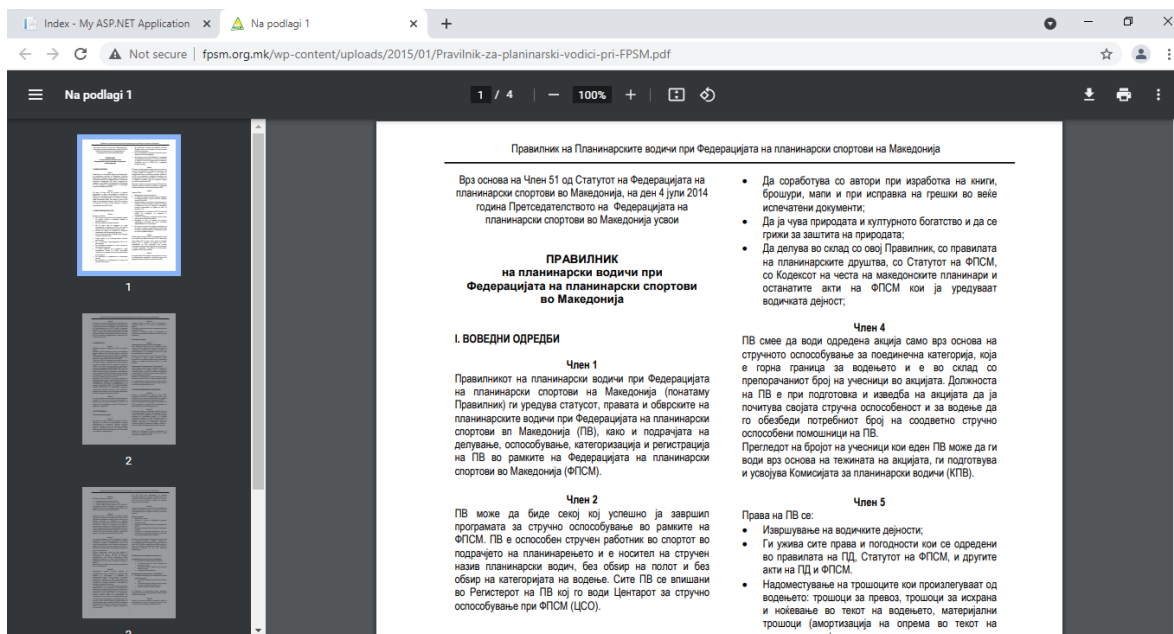 Index - My ASP.NET Application
Na podlagi 1
Not secure | fpsm.org.mk/wp-content/uploads/2015/01/Pravilnik-za-planinarski-vodici-pri-FPSM.pdf
Na podlagi 1
1 / 4
100%
1
2
Правилник на Планинарските водичи при Федерацијата на планински спортови на Македонија
Врз основа на Член 51 од Статутот на Федерацијата на
планински спортови во Македонија, на ден 4 јули 2014
година Претседателството на Федерацијата на
планински спортови во Македонија усвои
ПРАВИЛНИК
на планинарски водичи при
Федерацијата на планински спортови
во Македонија
I. ВОВЕДНИ ОДРЕДБИ
Член 1
Правилникот на планинарски водичи при Федерацијата
на планински спортови на Македонија (понатаму
Правилник) ги уредува статусот, правата и обврските на
планинарските водичи при Федерацијата на планински
спортови вп Македонија (ПВ), како и подрачјата на
делување, оспособување, категоризација и регистрација
на ПВ во рамките на Федерацијата на планински
спортови во Македонија (ФПСМ).
Член 2
ПВ може да биде секој кој успешно ја завршил
програмата за стручно оспособување во рамките на
ФПСМ. ПВ е оспособен стручен работник во спортот во
подрачјето на планинарењето и е носител на стручен
назив планинарски водич, без обзир на полот и без
обзир на категоријата на водење. Сите ПВ се впишани
во Регистерот на ПВ кој го води Центарот за стручно
оспособување при ФПСМ (ЦСО).
• Да соработува со автори при изработка на книги,
брошури, мапи и при исправка на грешки во веќе
испечатени документи;
• Да ја чува природата и културното богатство и да се
грижи за заштита на природата;
• Да делува во склад со овој Правилник, со правилата
на планинарските друштва, со Статутот на ФПСМ,
со Кодексот на честа на македонските планинари и
останатите акти на ФПСМ кои ја уредуваат
водичката дејност;
Член 4
ПВ смее да води одредена акција само врз основа на
стручното оспособување за поединечна категорија, која
е горна граница за водењето и е во склад со
препорачаниот број на учесници во акцијата. Должноста
на ПВ е при подготовка и изведба на акцијата да ја
почитува својата стручна оспособеност и за водење да
го обезбеди потребниот број на соодветно стручно
оспособени помошници на ПВ.
Прегледот на бројот на учесници кои еден ПВ може да ги
води врз основа на тежината на акцијата, ги подготвува
и усвојува Комисијата за планинарски водичи (КПВ).
Член 5
Права на ПВ се:
• Извршување на водичките дејности;
• Ги ужива сите права и погодности кои се одредени
во правилата на ПД, Статутот на ФПСМ, и другите
акти на ПД и ФПСМ.
• Надоместување на трошоците кои произлегуваат од
водењето: трошоци за превоз, трошоци за исхрана
и ноќевање во текот на водењето, материјални
трошоци (амортизација на опрема во текот на